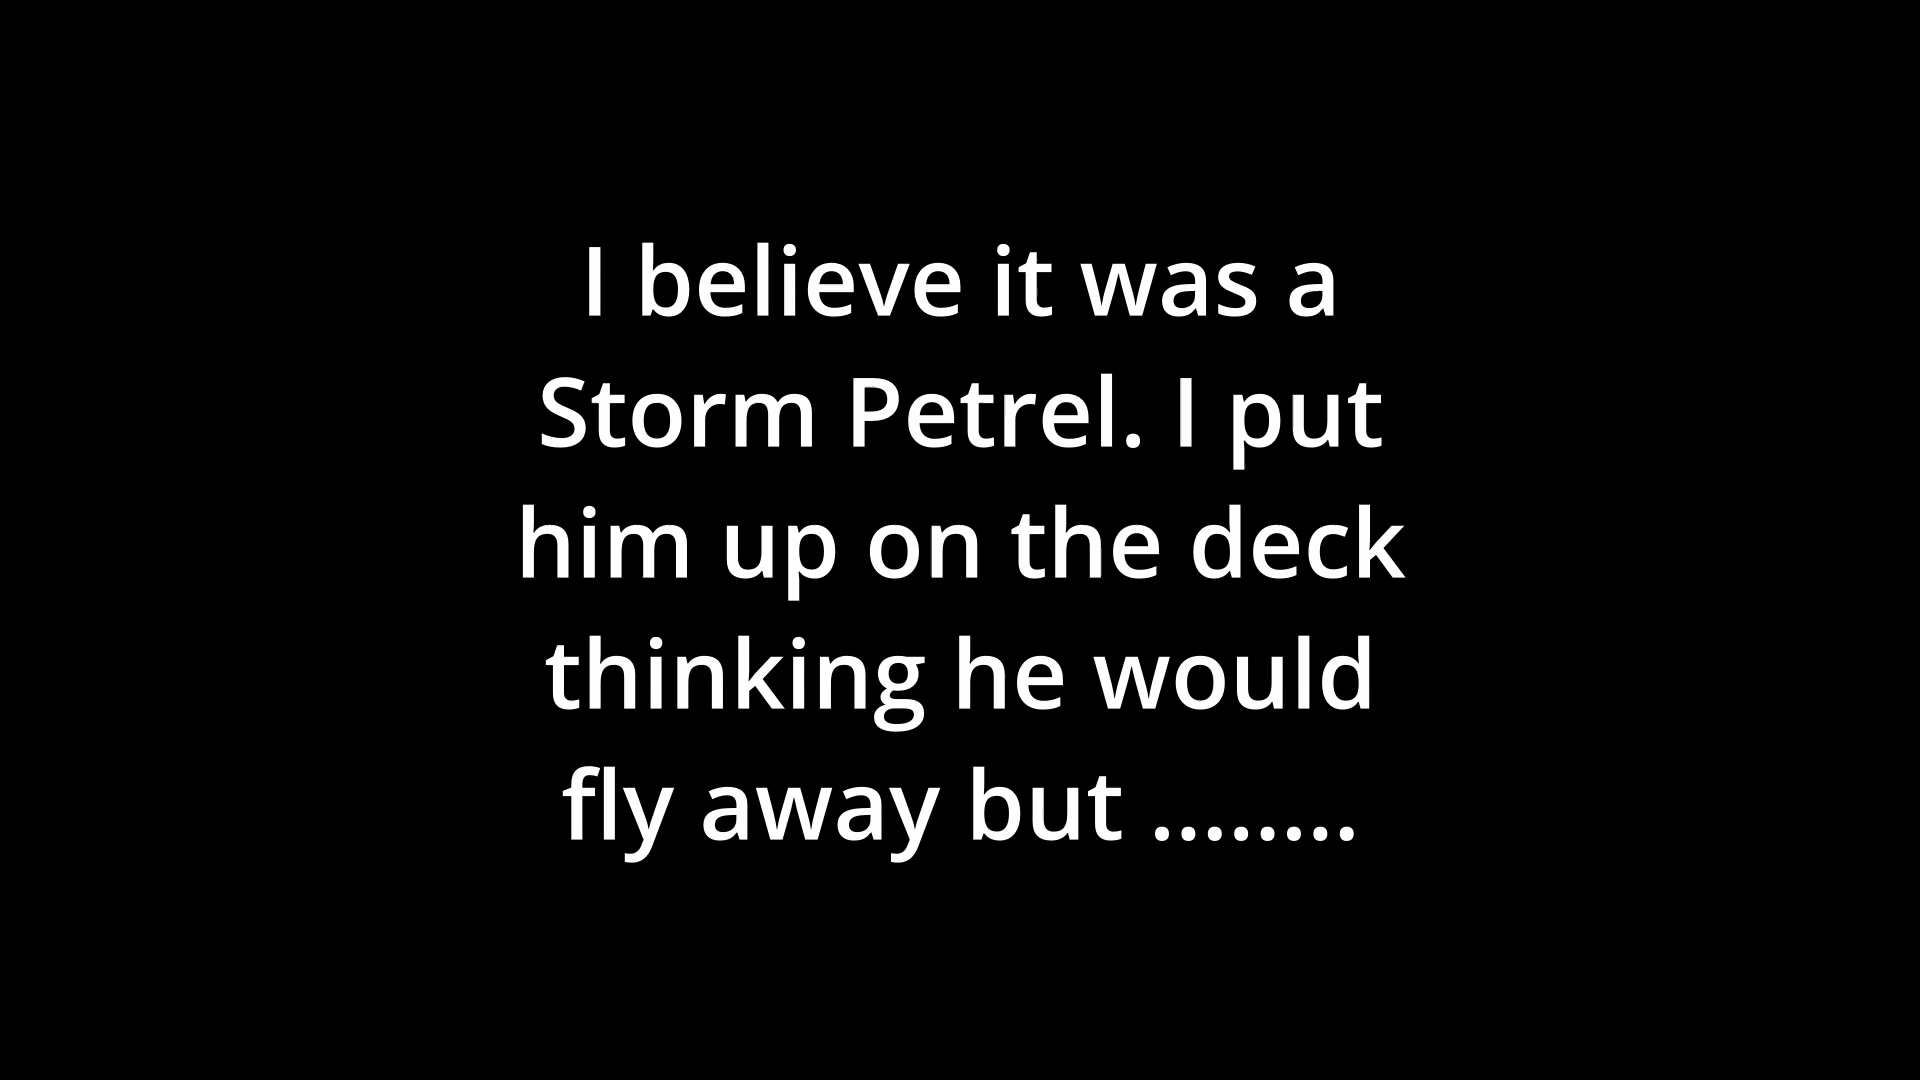 I believe it was a
Storm Petrel. I put
him up on the deck
thinking he would
fly away but ........